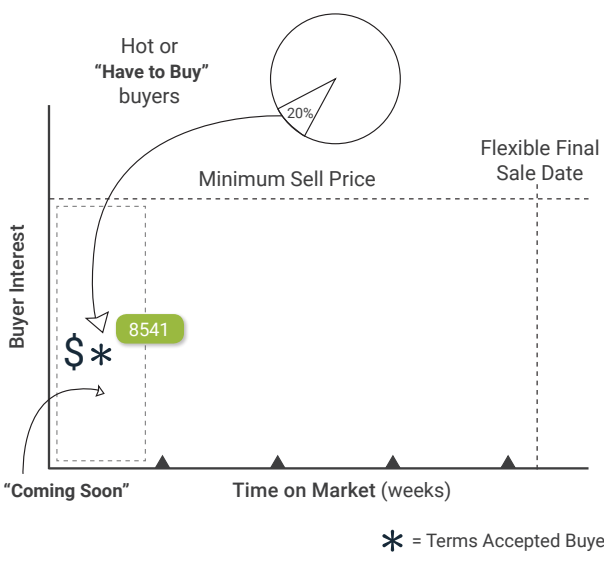 Hot or
“Have to Buy”
buyers
20%
Flexible Final
Sale Date
Minimum Sell Price
Buyer Interest
8541
$*
“Coming Soon”
Time on Market (weeks)
* = Terms Accepted Buye